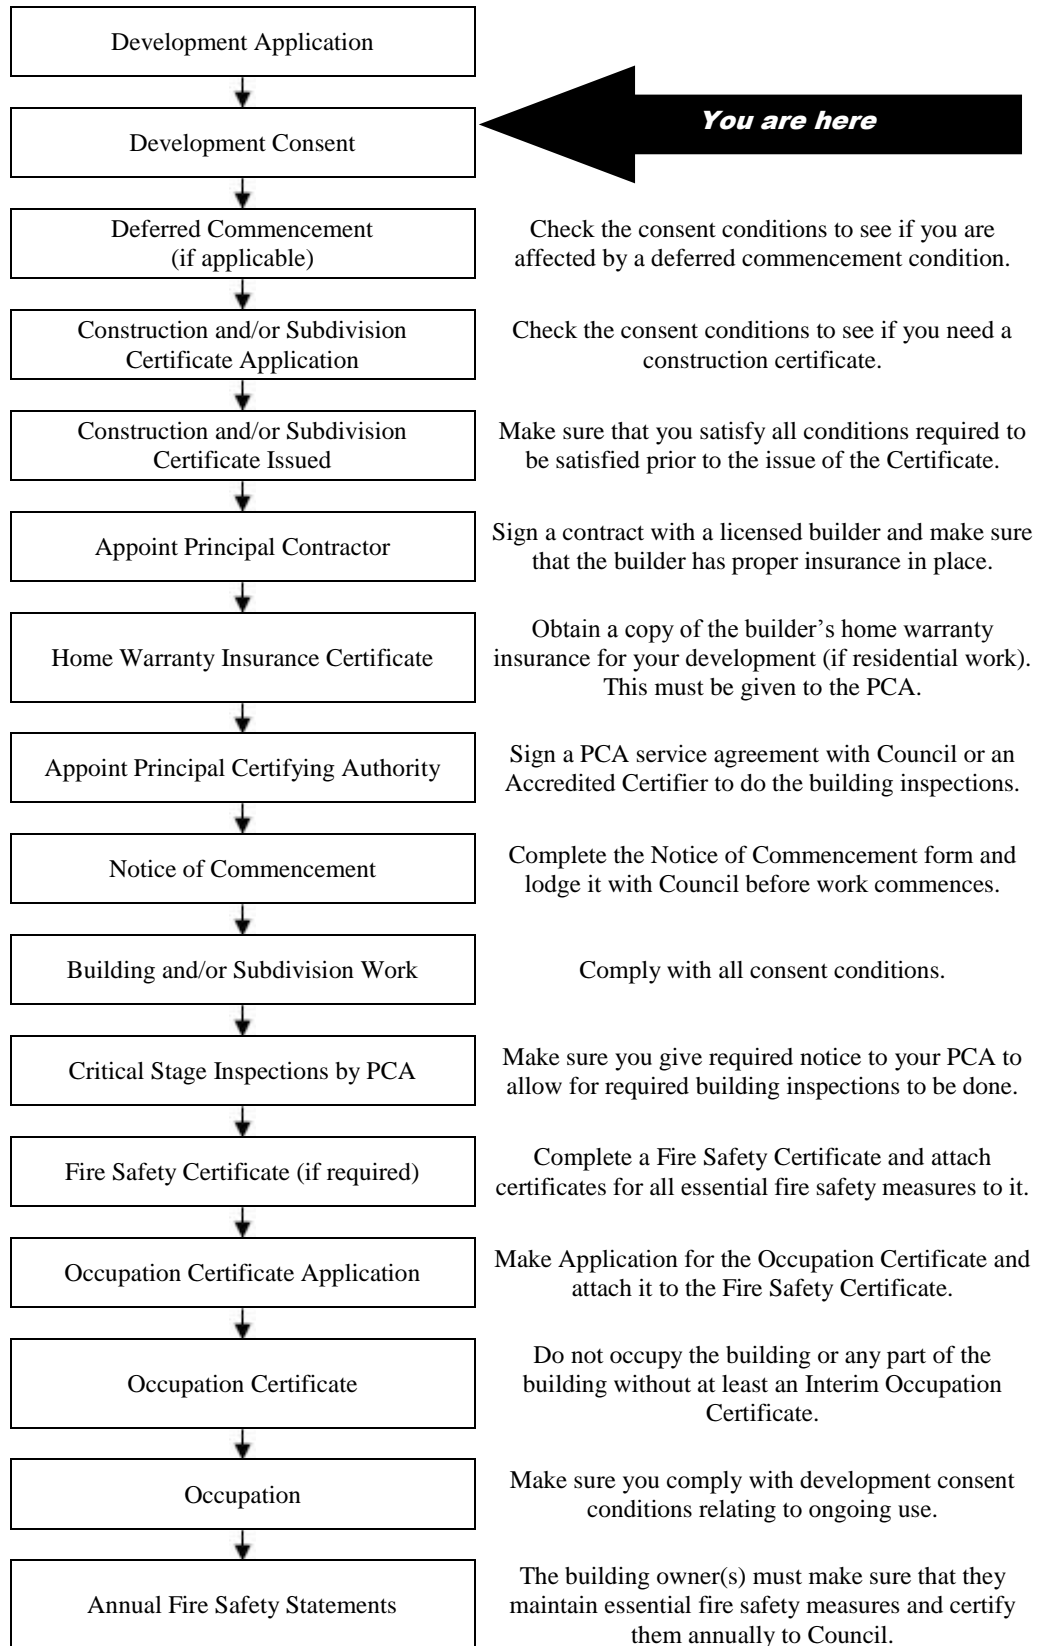 Development Application
Development Consent
You are here
Deferred Commencement
(if applicable)
Check the consent conditions to see if you are
affected by a deferred commencement condition.
Construction and/or Subdivision
Certificate Application
Check the consent conditions to see if you need a
construction certificate.
Construction and/or Subdivision
Certificate Issued
Make sure that you satisfy all conditions required to
be satisfied prior to the issue of the Certificate.
Appoint Principal Contractor
Sign a contract with a licensed builder and make sure
that the builder has proper insurance in place.
Home Warranty Insurance Certificate
Obtain a copy of the builder’s home warranty
insurance for your development (if residential work).
This must be given to the PCA.
Appoint Principal Certifying Authority
Sign a PCA service agreement with Council or an
Accredited Certifier to do the building inspections.
Notice of Commencement
Complete the Notice of Commencement form and
lodge it with Council before work commences.
Building and/or Subdivision Work
Comply with all consent conditions.
Critical Stage Inspections by PCA
Make sure you give required notice to your PCA to
allow for required building inspections to be done.
Fire Safety Certificate (if required)
Complete a Fire Safety Certificate and attach
certificates for all essential fire safety measures to it.
Occupation Certificate Application
Make Application for the Occupation Certificate and
attach it to the Fire Safety Certificate.
Occupation Certificate
Do not occupy the building or any part of the
building without at least an Interim Occupation
Certificate.
Occupation
Make sure you comply with development consent
conditions relating to ongoing use.
Annual Fire Safety Statements
The building owner(s) must make sure that they
maintain essential fire safety measures and certify
them annually to Council.